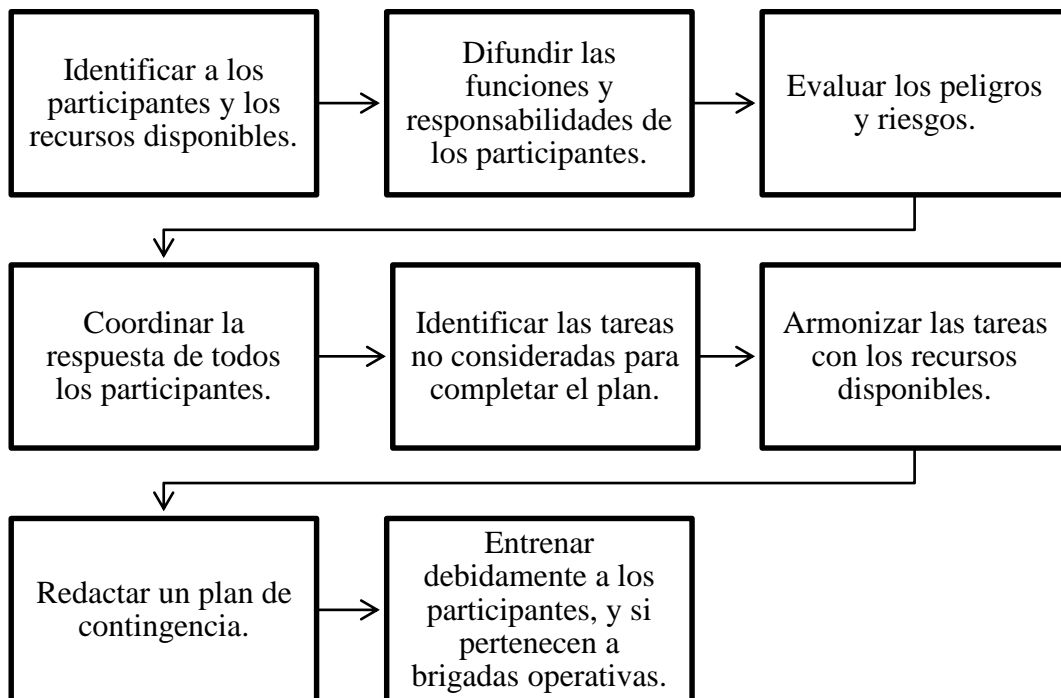 Identificar a los
participantes y los
recursos disponibles.
Difundir las
funciones y
responsabilidades de
los participantes.
Evaluar los peligros
y riesgos.
Coordinar la
respuesta de todos
los participantes.
Identificar las tareas
no consideradas para
completar el plan.
Armonizar las tareas
con los recursos
disponibles.
Redactar un plan de
contingencia.
Entrenar
debidamente a los
participantes, y si
pertenecen a
brigadas operativas.